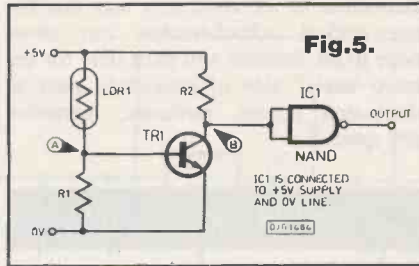 Fig.5.
+5V
LDR1
R2
IC1
TR1
A
B
OUTPUT
NAND
R1
IC1 IS CONNECTED
TO +5V SUPPLY
AND 0V LINE.
0V